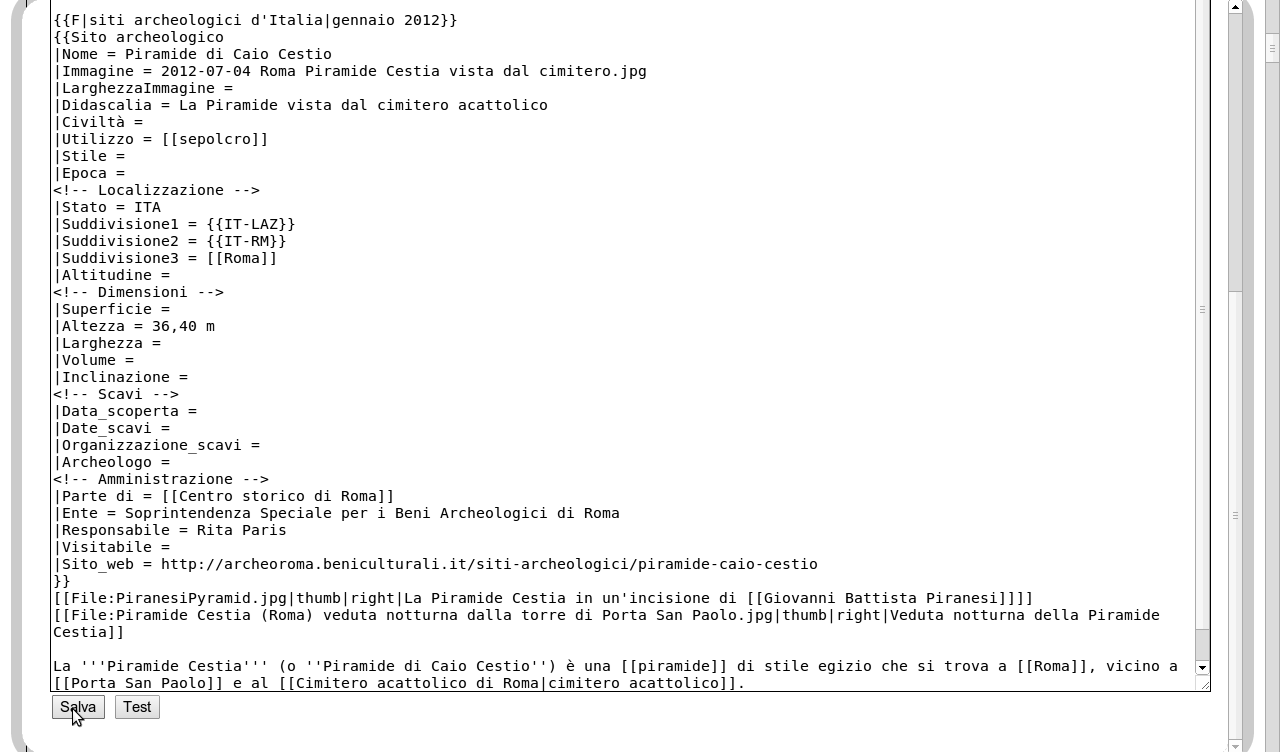 {{F|siti archeologici d'Italia|gennaio 2012}}
{{Sito archeologico
|Nome = Piramide di Caio Cestio
|Immagine = 2012-07-04 Roma Piramide Cestia vista dal cimitero.jpg
|LarghezzaImmagine =
|Didascalia = La Piramide vista dal cimitero acattolico
|Civiltà =
|Utilizzo = [[sepolcro]]
|Stile =
|Epoca =
<!-- Localizzazione -->
|Stato = ITA
|Suddivisione1 = {{IT-LAZ}}
|Suddivisione2 = {{IT-RM}}
|Suddivisione3 = [[Roma]]
|Altitudine =
<!-- Dimensioni -->
|Superficie =
|Altezza = 36,40 m
|Larghezza =
|Volume =
|Inclinazione =
<!-- Scavi -->
|Data_scoperta =
|Date_scavi =
|Organizzazione_scavi =
|Archeologo =
<!-- Amministrazione -->
|Parte di = [[Centro storico di Roma]]
|Ente = Soprintendenza Speciale per i Beni Archeologici di Roma
|Responsabile = Rita Paris
|Visitabile =
|Sito_web = http://archeoroma.beniculturali.it/siti-archeologici/piramide-caio-cestio
}}
[[File:PiranesiPyramid.jpg|thumb|right|La Piramide Cestia in un'incisione di [[Giovanni Battista Piranesi]]]]
[[File:Piramide Cestia (Roma) veduta notturna dalla torre di Porta San Paolo.jpg|thumb|right|Veduta notturna della Piramide
Cestia]]
La '''Piramide Cestia''' (o ''Piramide di Caio Cestio'') è una [[piramide]] di stile egizio che si trova a [[Roma]], vicino a
[[Porta San Paolo]] e al [[Cimitero acattolico di Roma|cimitero acattolico]].
Salva Test